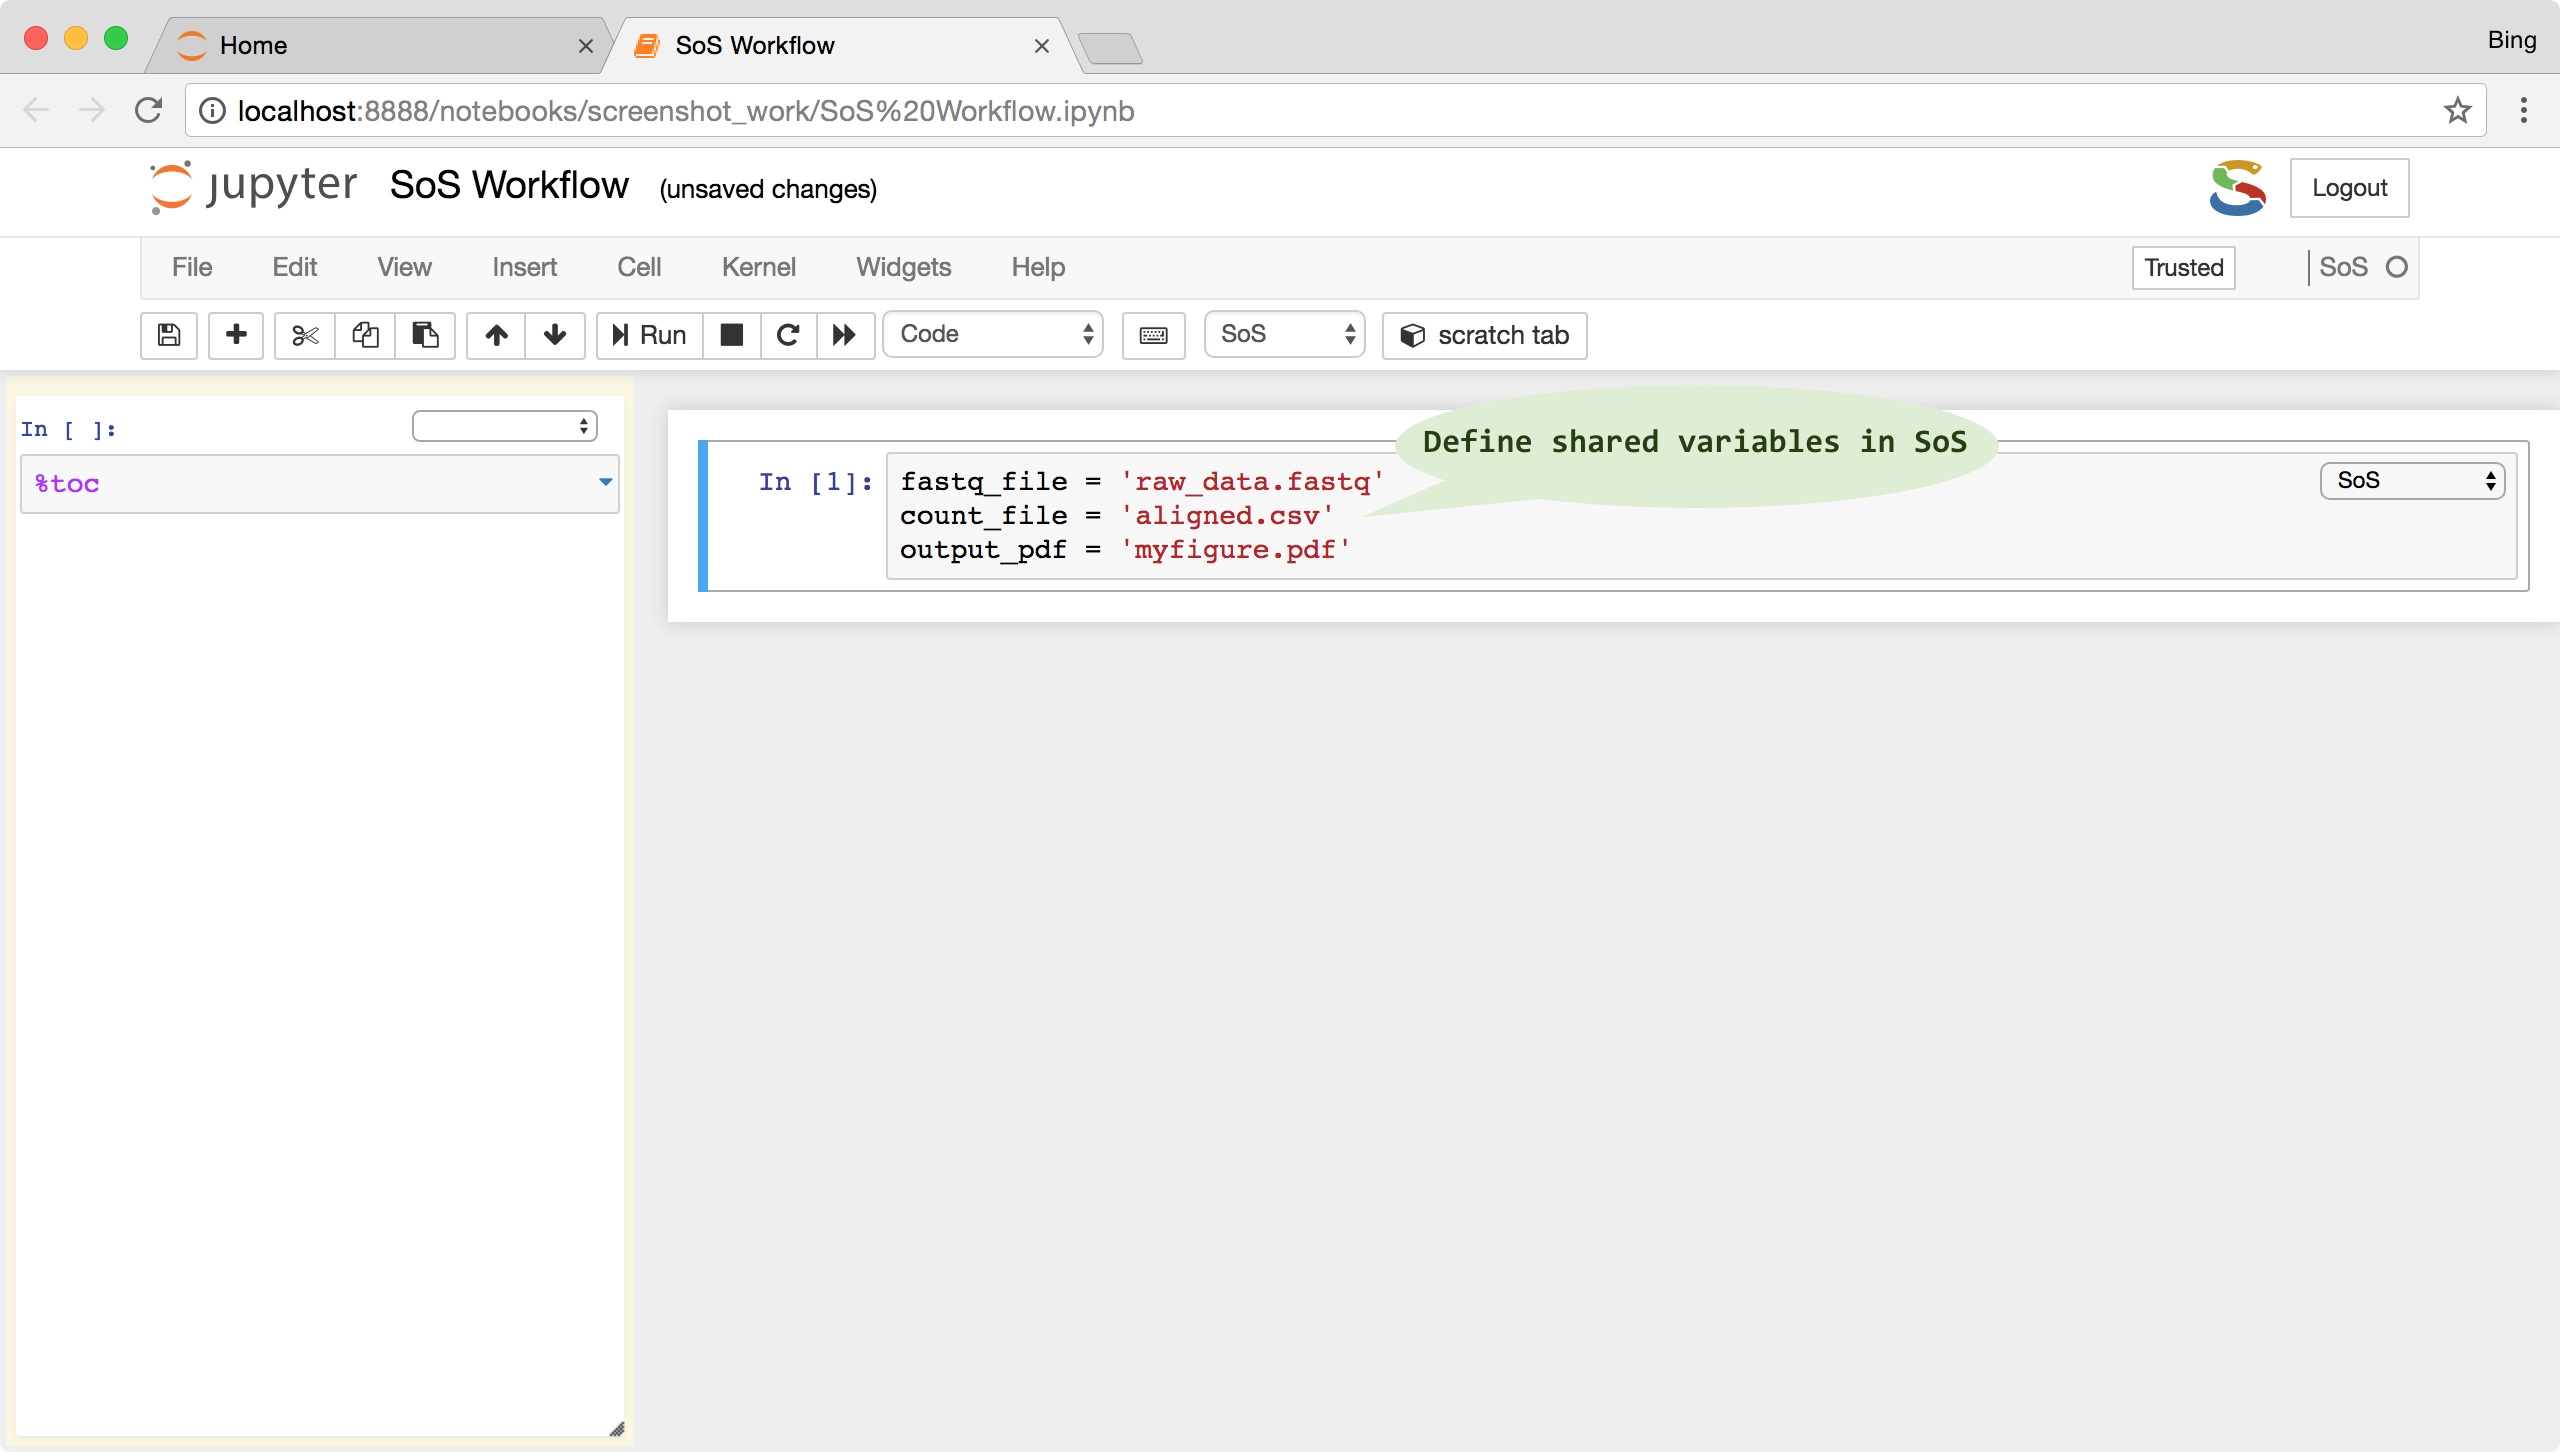 Home
SoS Workflow
Bing
localhost:8888/notebooks/screenshot_work/SoS%20Workflow.ipynb
jupyter SoS Workflow (unsaved changes)
Logout
File Edit View Insert Cell Kernel Widgets Help
Trusted
SoS
Run
Code
SoS
scratch tab
In [ ]:
%toc
Define shared variables in SoS
In [1]:
fastq_file = 'raw_data.fastq'
count_file = 'aligned.csv'
output_pdf = 'myfigure.pdf'
SoS